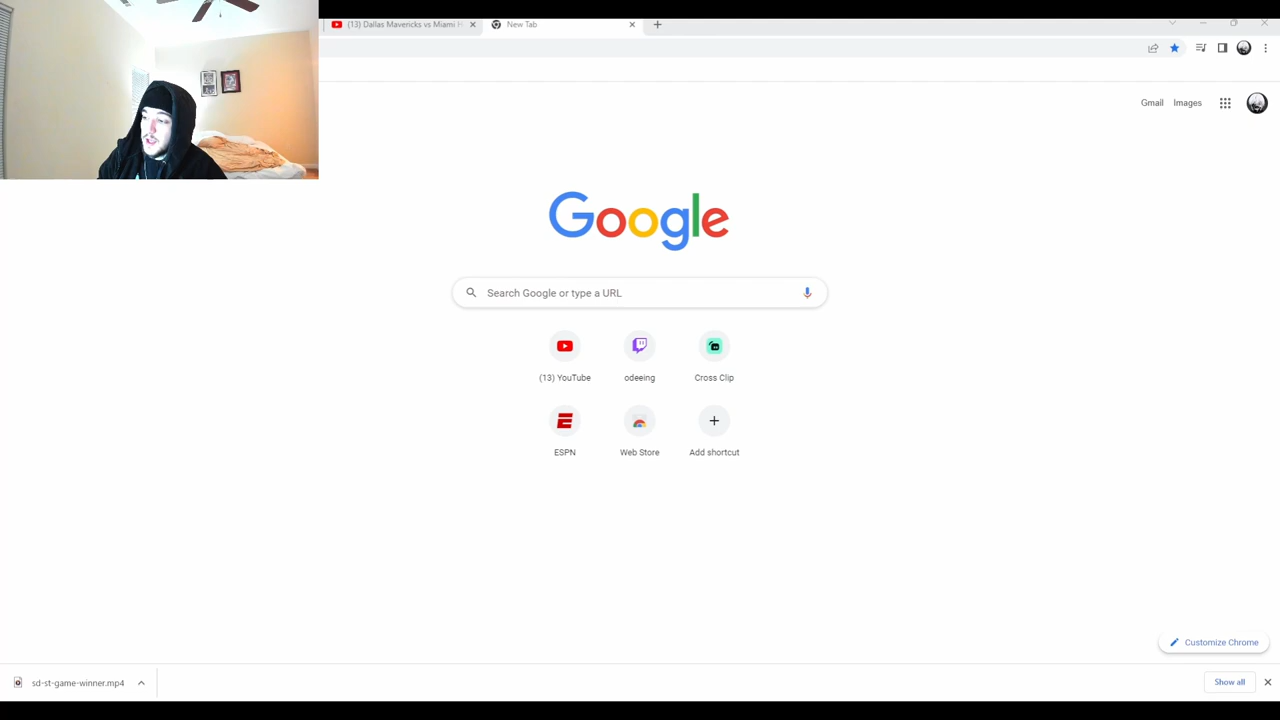 (13) Dallas Mavericks vs Miami H
New Tab
Gmail
Images
Google
Search Google or type a URL
(13) YouTube
odeeing
Cross Clip
ESPN
Web Store
Add shortcut
Customize Chrome
sd-st-game-winner.mp4
Show all